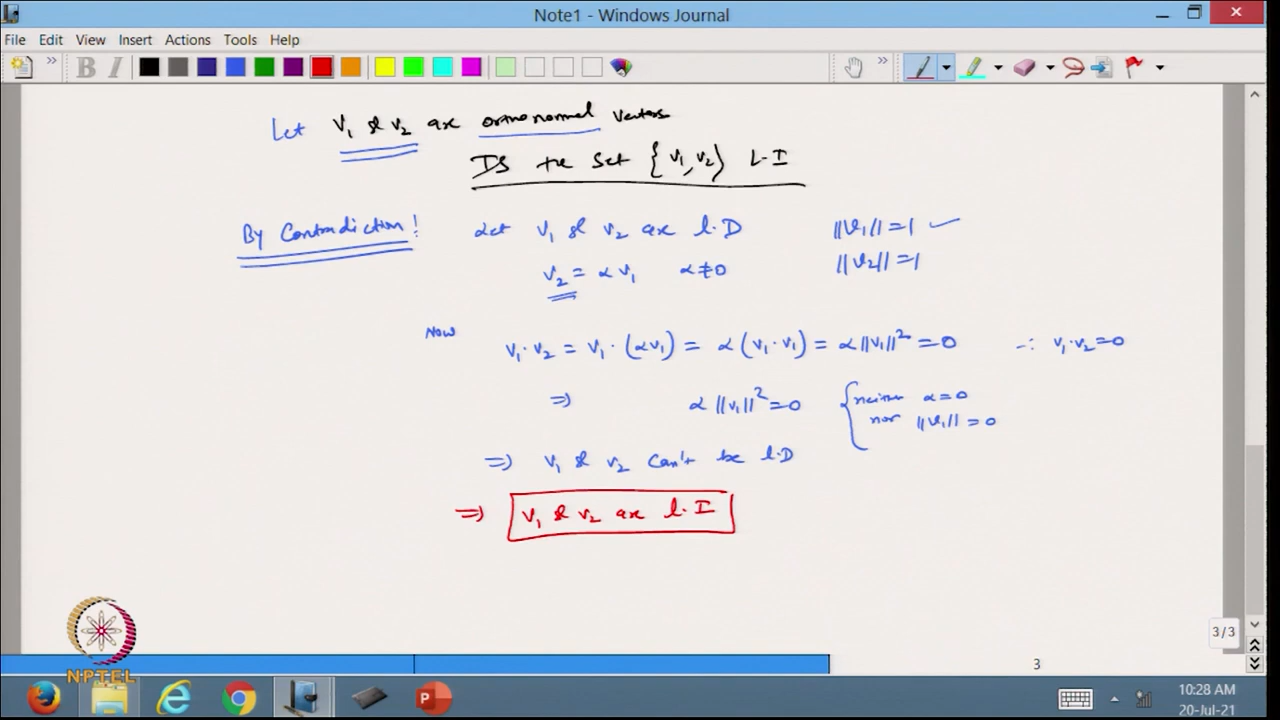 Note1 - Windows Journal
File Edit View Insert Actions Tools Help
Let v₁ & v₂ are orthonormal vectors
IS the set {v₁, v₂} L.I
By Contradiction! Let v₁ & v₂ are l.D ||v₁||=1 ✓
v₂ = αv₁ α≠0 ||v₂||=1
Now
v₁·v₂ = v₁·(αv₁) = α(v₁·v₁) = α||v₁||² = 0 ∵ v₁·v₂=0
⇒ α||v₁||² = 0 { neither α=0
nor ||v₁|| = 0
⇒ v₁ & v₂ can't be l.D
⇒ v₁ & v₂ are l.I
NPTEL
3/3
3
10:28 AM
20-Jul-21